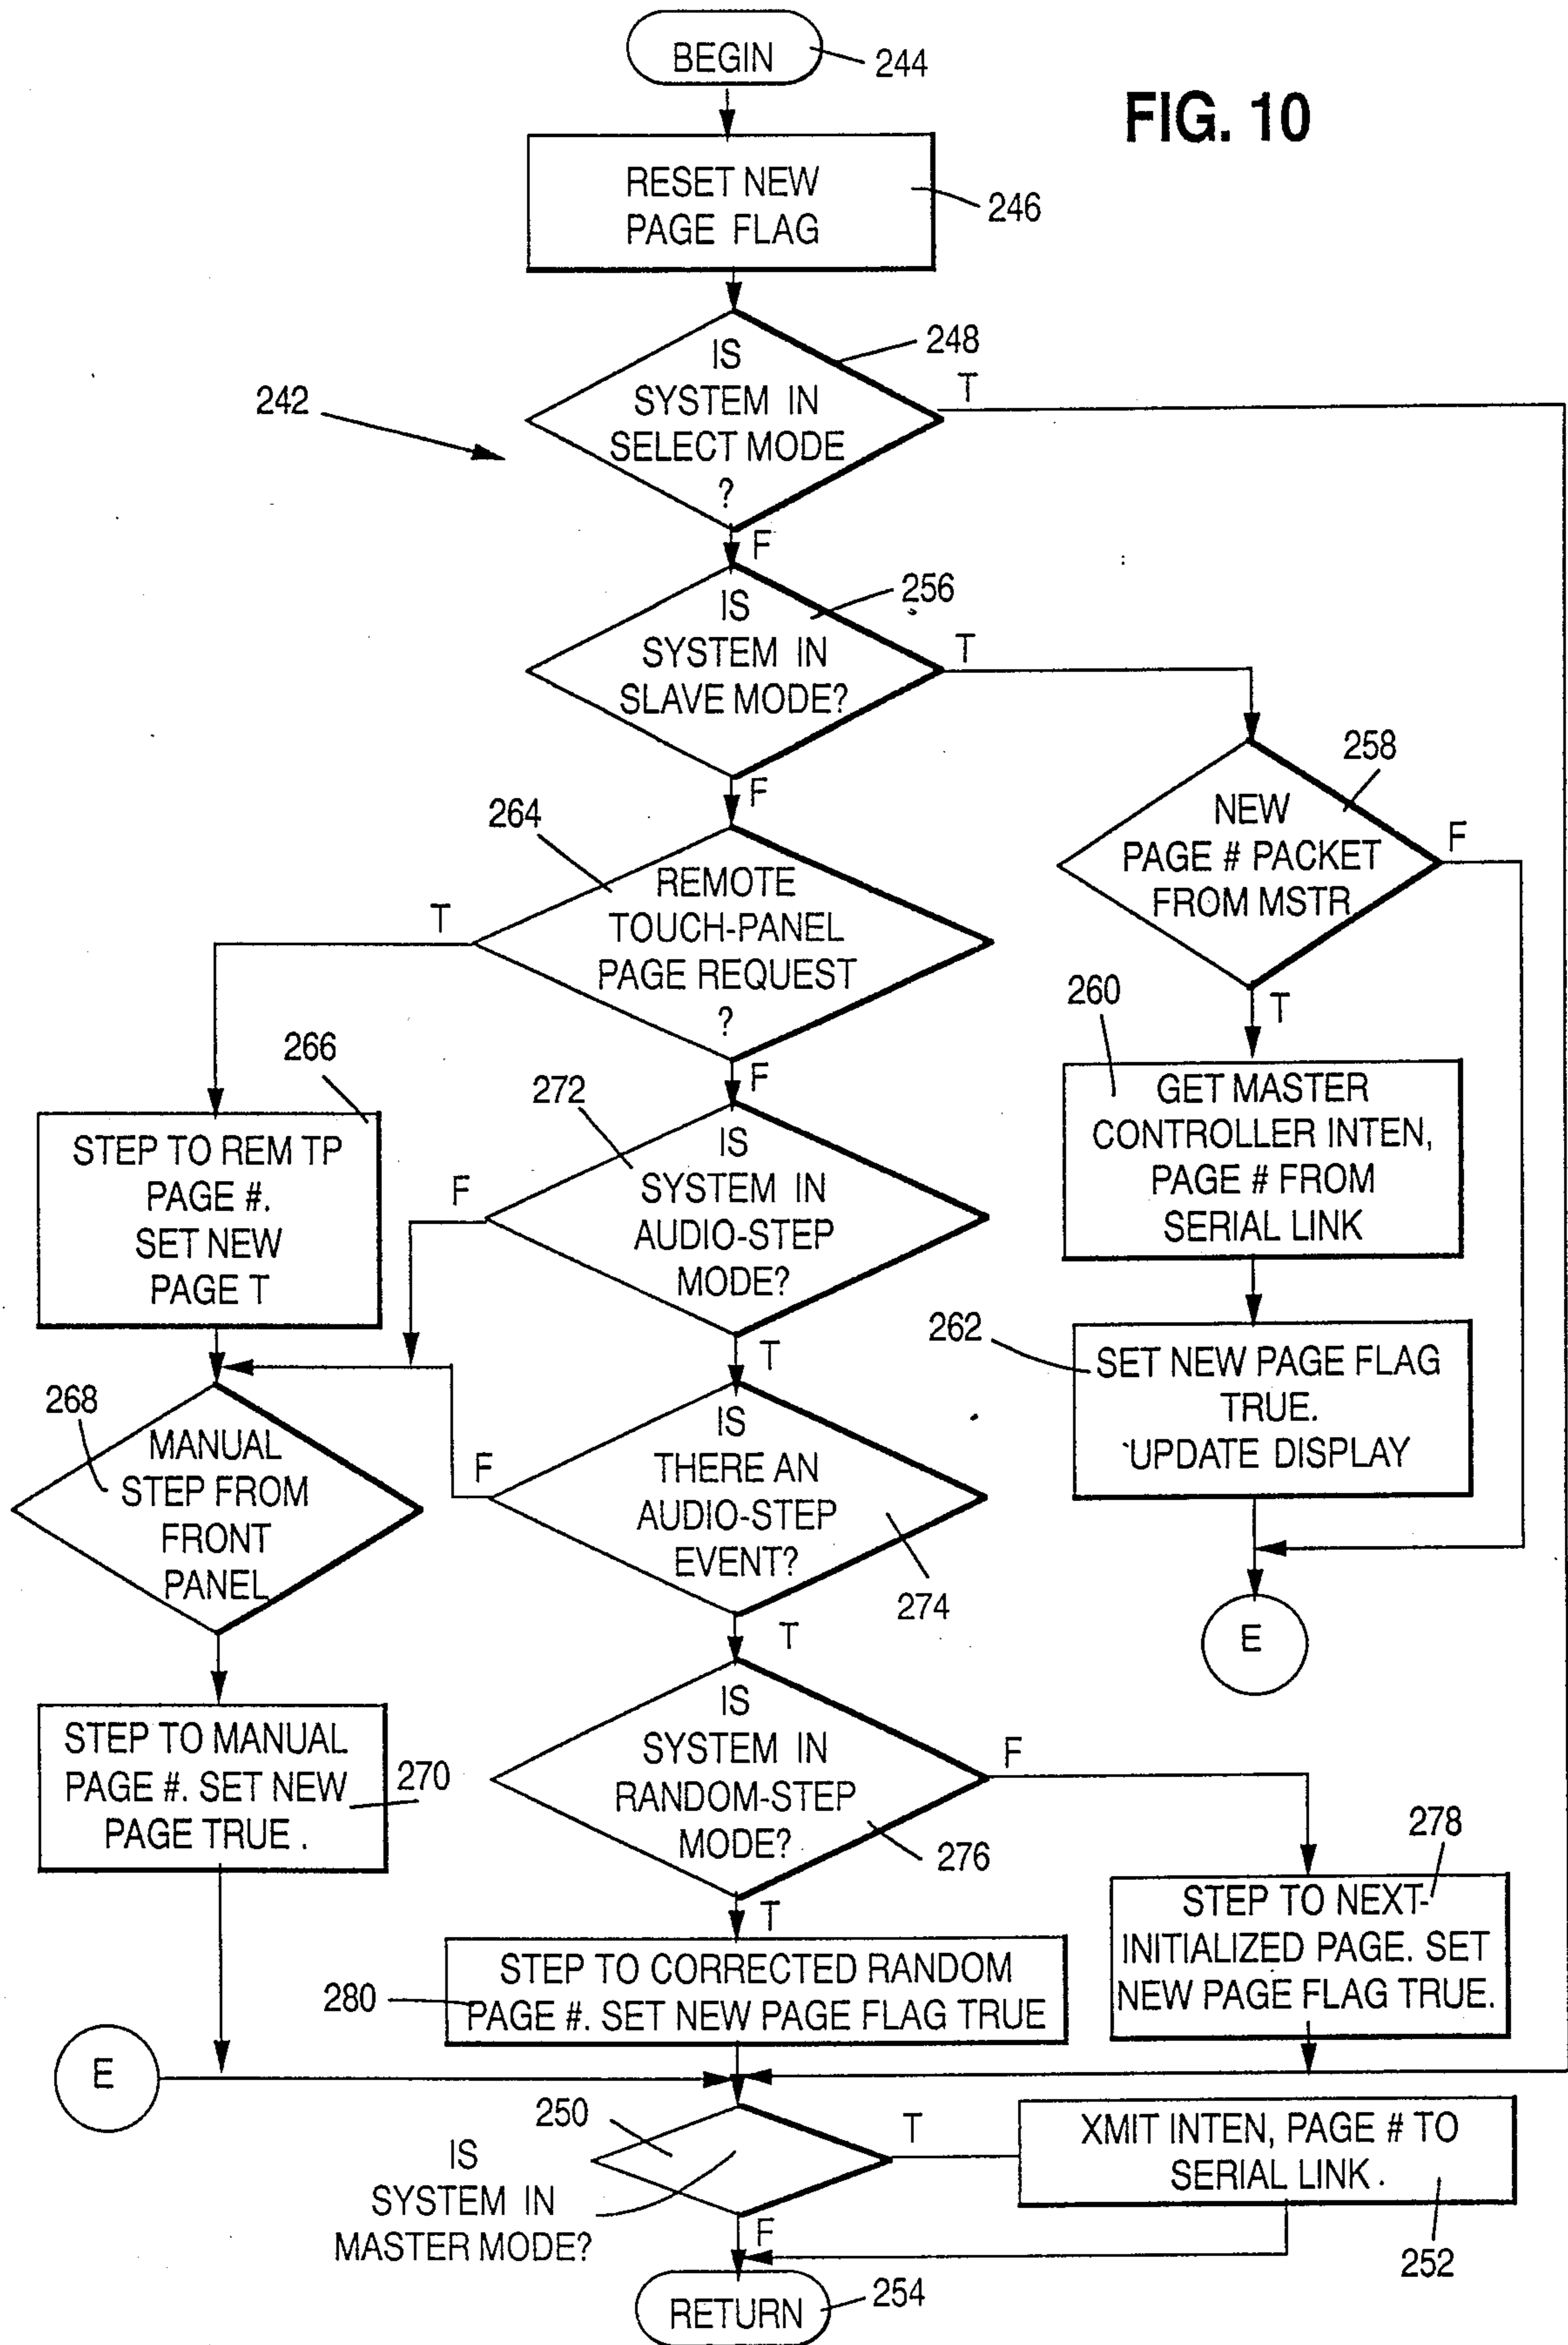 BEGIN
244
FIG. 10
RESET NEW
PAGE FLAG
246
IS
SYSTEM IN
SELECT MODE
?
248
T
242
F
IS
SYSTEM IN
SLAVE MODE?
256
T
F
NEW
PAGE # PACKET
FROM MSTR
258
F
T
264
REMOTE
TOUCH-PANEL
PAGE REQUEST
?
T
F
260
GET MASTER
CONTROLLER INTEN,
PAGE # FROM
SERIAL LINK
266
STEP TO REM TP
PAGE #.
SET NEW
PAGE T
272
IS
SYSTEM IN
AUDIO-STEP
MODE?
F
T
262
SET NEW PAGE FLAG
TRUE.
UPDATE DISPLAY
E
268
MANUAL
STEP FROM
FRONT
PANEL
IS
THERE AN
AUDIO-STEP
EVENT?
F
274
T
STEP TO MANUAL
PAGE #. SET NEW
PAGE TRUE .
270
IS
SYSTEM IN
RANDOM-STEP
MODE?
F
276
T
278
STEP TO NEXT-
INITIALIZED PAGE. SET
NEW PAGE FLAG TRUE.
STEP TO CORRECTED RANDOM
PAGE #. SET NEW PAGE FLAG TRUE
280
E
250
IS
SYSTEM IN
MASTER MODE?
T
F
XMIT INTEN, PAGE # TO
SERIAL LINK .
252
RETURN
254